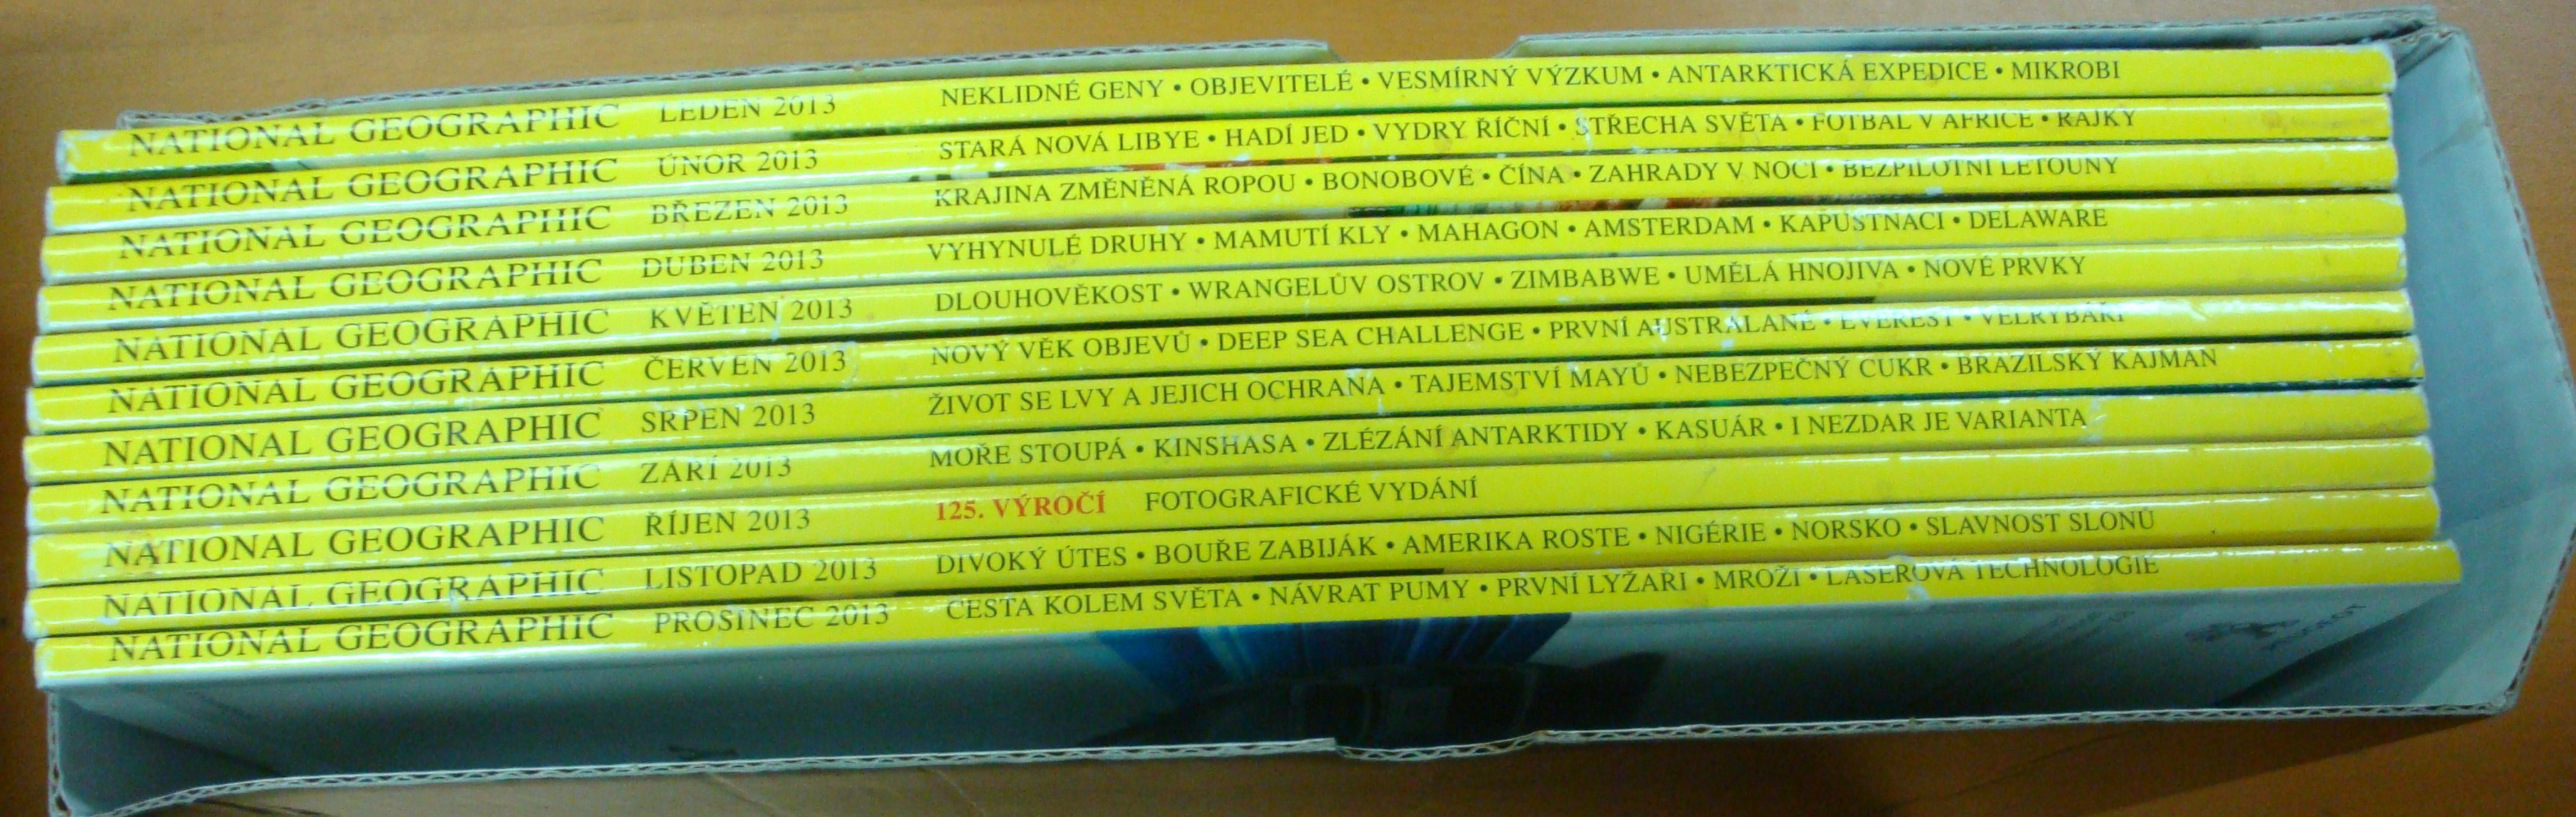 NATIONAL GEOGRAPHIC LEDEN 2013 NEKLIDNÉ GENY • OBJEVITELÉ • VESMÍRNÝ VÝZKUM • ANTARKTICKÁ EXPEDICE • MIKROBI
NATIONAL GEOGRAPHIC ÚNOR 2013 STARÁ NOVÁ LIBYE • HADÍ JED • VYDRY ŘÍČNÍ • STŘECHA SVĚTA • FOTBAL V AFRICE • RAJKY
NATIONAL GEOGRAPHIC BŘEZEN 2013 KRAJINA ZMĚNĚNÁ ROPOU • BONOBOVÉ • ČÍNA • ZAHRADY V NOCI • BEZPILOTNÍ LETOUNY
NATIONAL GEOGRAPHIC DUBEN 2013 VYHYNULÉ DRUHY • MAMUTÍ KLY • MAHAGON • AMSTERDAM • KAPUSTŇÁCI • DELAWARE
NATIONAL GEOGRAPHIC KVĚTEN 2013 DLOUHOVĚKOST • WRANGELŮV OSTROV • ZIMBABWE • UMĚLÁ HNOJIVA • NOVÉ PRVKY
NATIONAL GEOGRAPHIC ČERVEN 2013 NOVÝ VĚK OBJEVŮ • DEEP SEA CHALLENGE • PRVNÍ AUSTRALANÉ • EVEREST • VELRYBÁŘI
NATIONAL GEOGRAPHIC SRPEN 2013 ŽIVOT SE LVY A JEJICH OCHRANA • TAJEMSTVÍ MAYŮ • NEBEZPEČNÝ CUKR • BRAZILSKÝ KAJMAN
NATIONAL GEOGRAPHIC ZÁŘÍ 2013 MOŘE STOUPÁ • KINSHASA • ZLÉZÁNÍ ANTARKTIDY • KASUÁR • I NEZDAR JE VARIANTA
NATIONAL GEOGRAPHIC ŘÍJEN 2013 125. VÝROČÍ FOTOGRAFICKÉ VYDÁNÍ
NATIONAL GEOGRAPHIC LISTOPAD 2013 DIVOKÝ ÚTES • BOUŘE ZABIJÁK • AMERIKA ROSTE • NIGÉRIE • NORSKO • SLAVNOST SLONŮ
NATIONAL GEOGRAPHIC PROSINEC 2013 CESTA KOLEM SVĚTA • NÁVRAT PUMY • PRVNÍ LYŽAŘI • MROŽI • LASEROVÁ TECHNOLOGIE